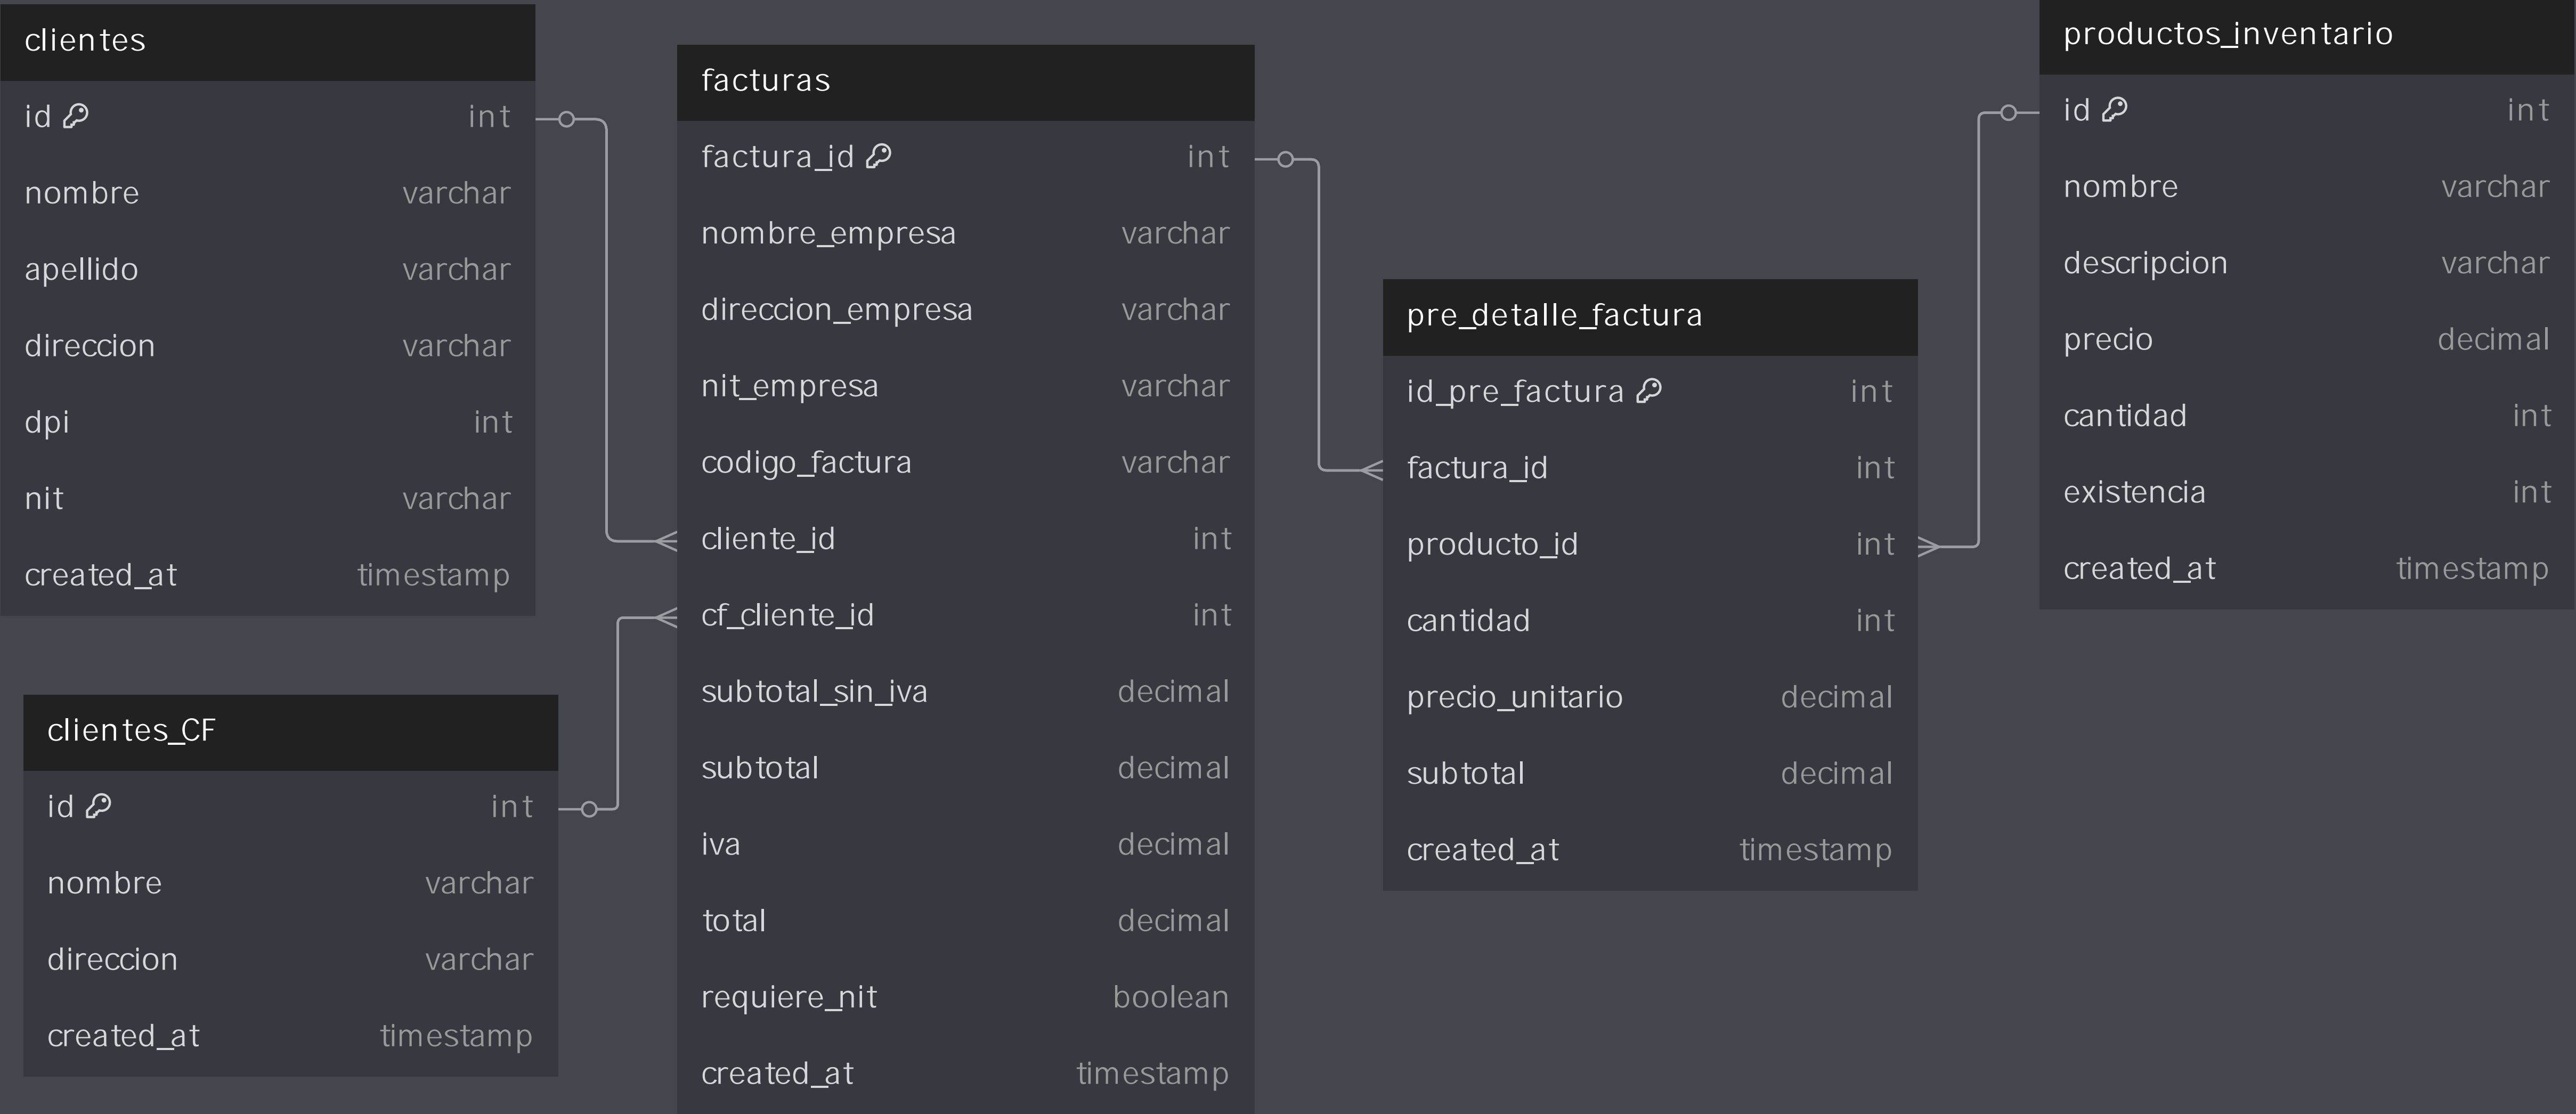 clientes
id int
nombre varchar
apellido varchar
direccion varchar
dpi int
nit varchar
created_at timestamp
clientes_CF
id int
nombre varchar
direccion varchar
created_at timestamp
facturas
factura_id int
nombre_empresa varchar
direccion_empresa varchar
nit_empresa varchar
codigo_factura varchar
cliente_id int
cf_cliente_id int
subtotal_sin_iva decimal
subtotal decimal
iva decimal
total decimal
requiere_nit boolean
created_at timestamp
pre_detalle_factura
id_pre_factura int
factura_id int
producto_id int
cantidad int
precio_unitario decimal
subtotal decimal
created_at timestamp
productos_inventario
id int
nombre varchar
descripcion varchar
precio decimal
cantidad int
existencia int
created_at timestamp